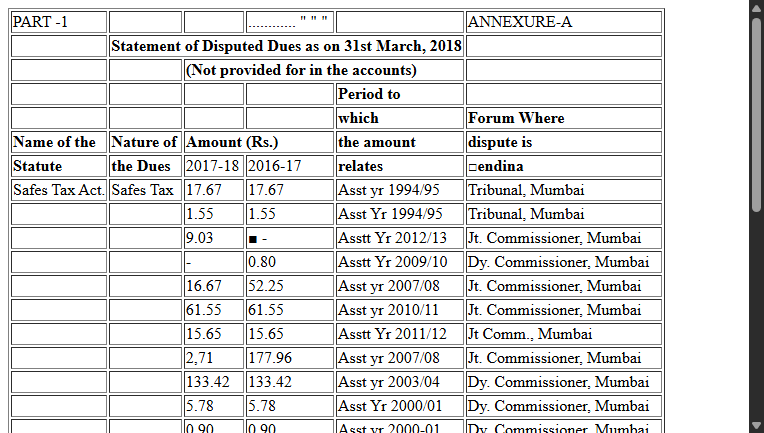 PART -1 ............ " " " ANNEXURE-A
Statement of Disputed Dues as on 31st March, 2018
(Not provided for in the accounts)
Period to
which Forum Where
Name of the Nature of Amount (Rs.) the amount dispute is
Statute the Dues 2017-18 2016-17 relates □endina
Safes Tax Act. Safes Tax 17.67 17.67 Asst yr 1994/95 Tribunal, Mumbai
1.55 1.55 Asst Yr 1994/95 Tribunal, Mumbai
9.03 ■ - Asstt Yr 2012/13 Jt. Commissioner, Mumbai
- 0.80 Asstt Yr 2009/10 Dy. Commissioner, Mumbai
16.67 52.25 Asst yr 2007/08 Jt. Commissioner, Mumbai
61.55 61.55 Asst yr 2010/11 Jt. Commissioner, Mumbai
15.65 15.65 Asstt Yr 2011/12 Jt Comm., Mumbai
2,71 177.96 Asst yr 2007/08 Jt. Commissioner, Mumbai
133.42 133.42 Asst yr 2003/04 Dy. Commissioner, Mumbai
5.78 5.78 Asst Yr 2000/01 Dy. Commissioner, Mumbai
0.90 0.90 Asst yr 2000-01 Dy. Commissioner, Mumbai